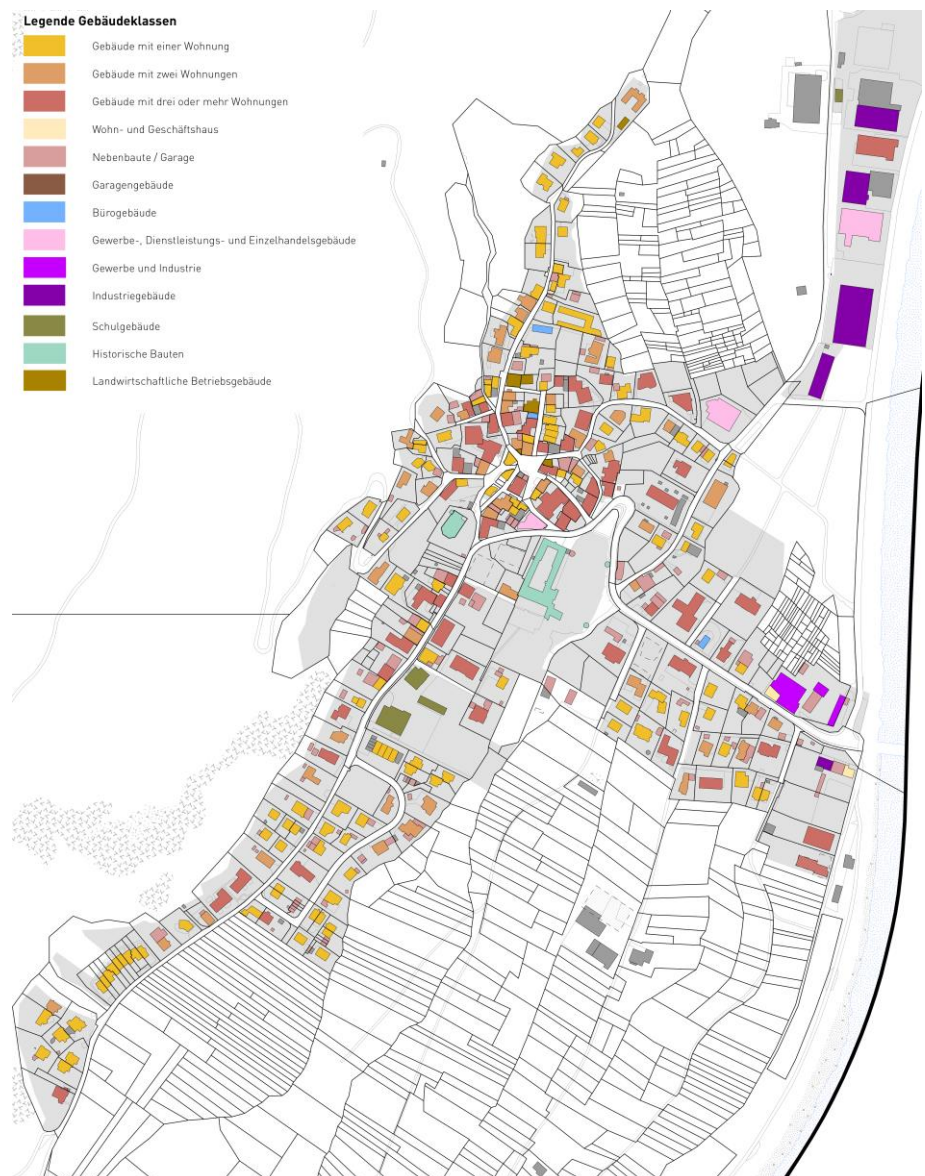 Legende Gebäudeklassen
Gebäude mit einer Wohnung
Gebäude mit zwei Wohnungen
Gebäude mit drei oder mehr Wohnungen
Wohn- und Geschäftshaus
Nebenbaute / Garage
Garagengebäude
Bürogebäude
Gewerbe-, Dienstleistungs- und Einzelhandelsgebäude
Gewerbe und Industrie
Industriegebäude
Schulgebäude
Historische Bauten
Landwirtschaftliche Betriebsgebäude